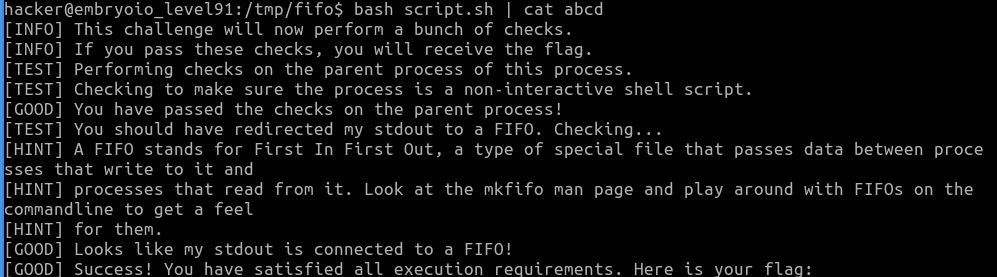 hacker@embryoio_level91:/tmp/fifo$ bash script.sh | cat abcd
[INFO] This challenge will now perform a bunch of checks.
[INFO] If you pass these checks, you will receive the flag.
[TEST] Performing checks on the parent process of this process.
[TEST] Checking to make sure the process is a non-interactive shell script.
[GOOD] You have passed the checks on the parent process!
[TEST] You should have redirected my stdout to a FIFO. Checking...
[HINT] A FIFO stands for First In First Out, a type of special file that passes data between proce
sses that write to it and
[HINT] processes that read from it. Look at the mkfifo man page and play around with FIFOs on the
commandline to get a feel
[HINT] for them.
[GOOD] Looks like my stdout is connected to a FIFO!
[GOOD] Success! You have satisfied all execution requirements. Here is your flag: